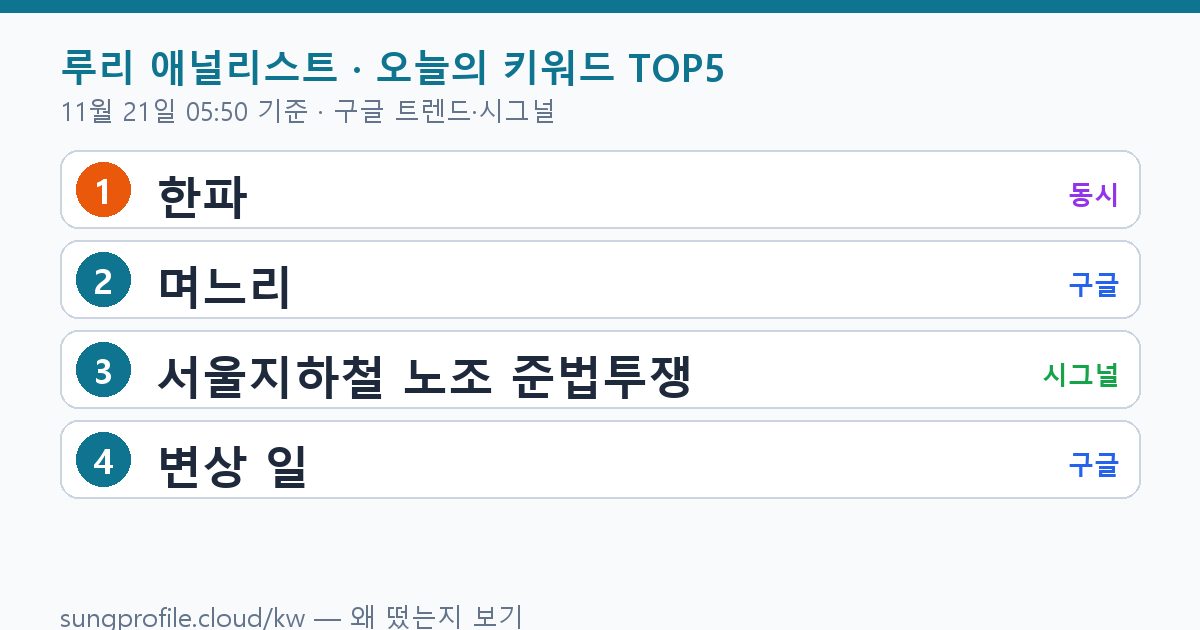 루리 애널리스트 · 오늘의 키워드 TOP5
11월 21일 05:50 기준 · 구글 트렌드·시그널
1 한파 동시
2 며느리 구글
3 서울지하철 노조 준법투쟁 시그널
4 변상 일 구글
sungprofile.cloud/kw — 왜 떴는지 보기